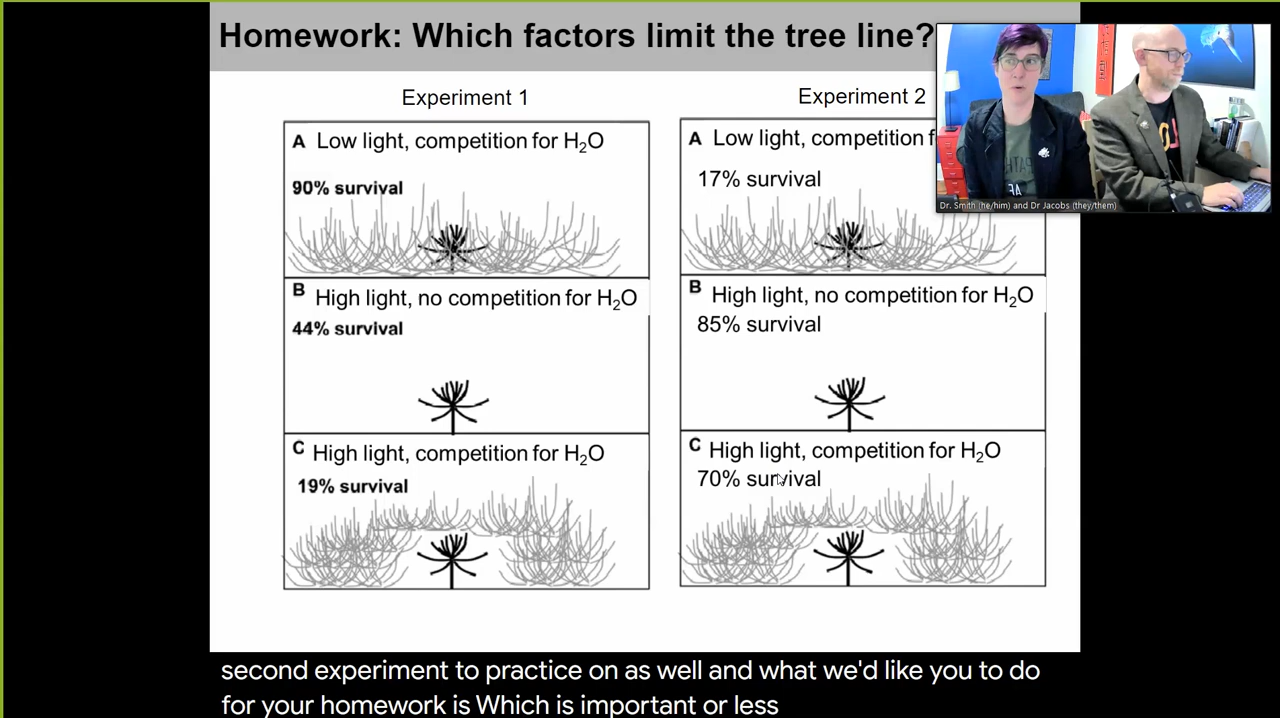 Homework: Which factors limit the tree line?
Experiment 1
Experiment 2
A Low light, competition for H₂O
90% survival
B High light, no competition for H₂O
44% survival
C High light, competition for H₂O
19% survival
A Low light, competition f
17% survival
B High light, no competition for H₂O
85% survival
C High light, competition for H₂O
70% survival
Dr. Smith (he/him) and Dr Jacobs (they/them)
second experiment to practice on as well and what we'd like you to do
for your homework is Which is important or less